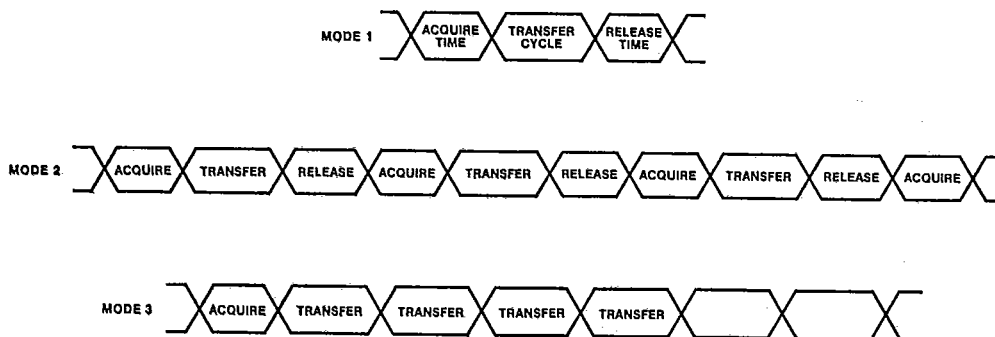 MODE 1
ACQUIRE TIME
TRANSFER CYCLE
RELEASE TIME
MODE 2
ACQUIRE TRANSFER RELEASE ACQUIRE TRANSFER RELEASE ACQUIRE TRANSFER RELEASE ACQUIRE
MODE 3
ACQUIRE TRANSFER TRANSFER TRANSFER TRANSFER